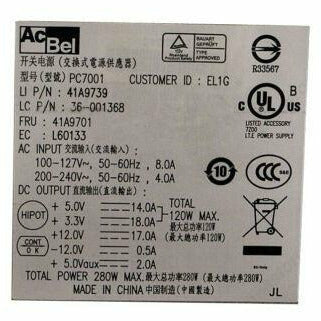 AcBel
开关电源 (交換式電源供應器)
型号(型號) PC7001 CUSTOMER ID : EL1G
LI P/N : 41A9739
LC P/N : 36-001368
FRU : 41A9701
EC : L60133
R33567
c UL US
B
LISTED ACCESSORY
7Z00
I.T.E POWER SUPPLY
AC INPUT 交流输入(交流輸入) :
100-127V~, 50-60Hz , 8.0A
200-240V~, 50-60Hz , 4.0A
10
CCC
DC OUTPUT 直流输出(直流輸出) :
HIPOT
+ 5.0V 14.0A
+ 3.3V 18.0A
120W MAX.
(最大总功率120W)
(最大總功率120W)
CONT. OK
+12.0V 17.0A
-12.0V 0.5A
+ 5.0Vaux 2.0A
TOTAL POWER 280W MAX.(最大总功率280W)(最大總功率280W)
MADE IN CHINA 中国制造(中國製造)
JL